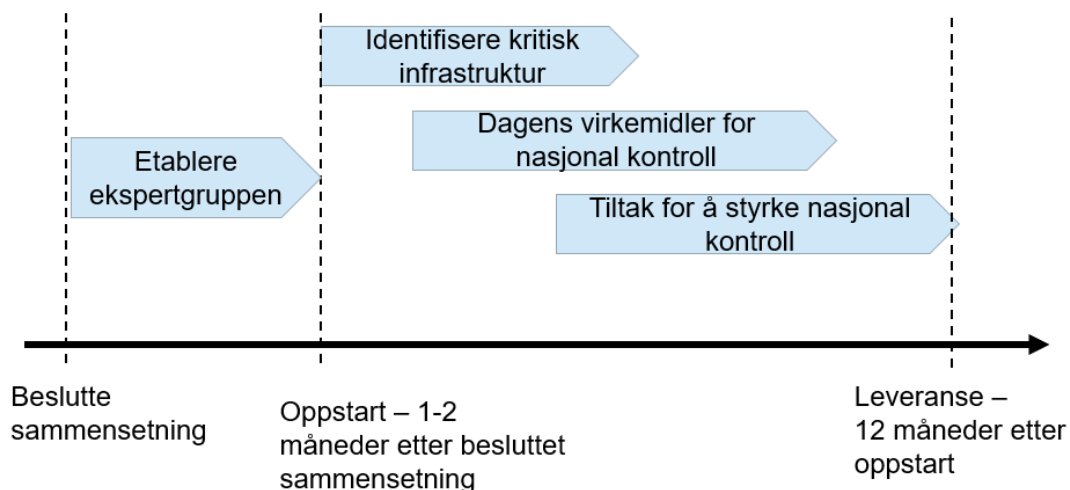 Identifisere kritisk
infrastruktur
Dagens virkemidler for
nasjonal kontroll
Etablere
ekspertgruppen
Tiltak for å styrke nasjonal
kontroll
Beslutte
sammensetning
Oppstart – 1-2
måneder etter besluttet
sammensetning
Leveranse –
12 måneder etter
oppstart